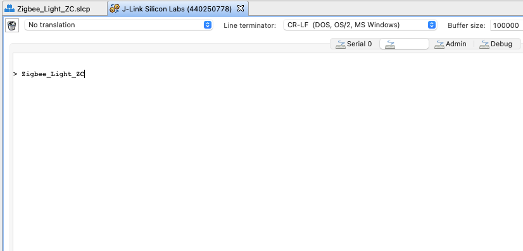 Zigbee_Light_ZC.slcp J-Link Silicon Labs (440250778)
No translation Line terminator: CR-LF (DOS, OS/2, MS Windows) Buffer size: 100000
Serial 0 Admin Debug
> Zigbee_Light_ZC